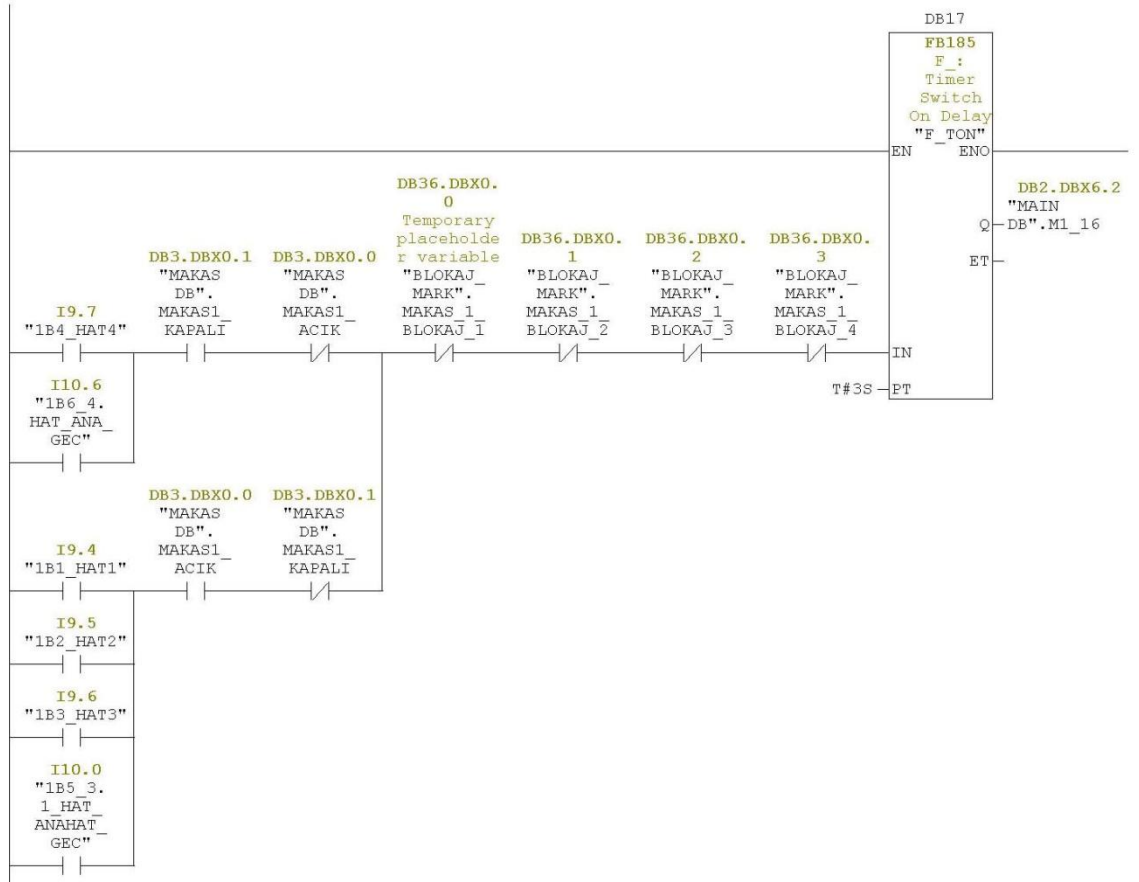 DB17
FB185
F_:
Timer
Switch
On Delay
"F_TON"
EN
ENO
DB36.DBX0.
0
Temporary
placeholde
r variable
"BLOKAJ_
MARK".
MAKAS_1_
BLOKAJ_1
DB2.DBX6.2
"MAIN
DB".M1_16
Q
ET
I9.7
"1B4_HAT4"
DB3.DBX0.1
"MAKAS
DB".
MAKAS1_
KAPALI
DB3.DBX0.0
"MAKAS
DB".
MAKAS1_
ACIK
DB36.DBX0.
1
"BLOKAJ_
MARK".
MAKAS_1_
BLOKAJ_2
DB36.DBX0.
2
"BLOKAJ_
MARK".
MAKAS_1_
BLOKAJ_3
DB36.DBX0.
3
"BLOKAJ_
MARK".
MAKAS_1_
BLOKAJ_4
IN
T#3S
PT
I10.6
"1B6_4.
HAT_ANA_
GEC"
I9.4
"1B1_HAT1"
DB3.DBX0.0
"MAKAS
DB".
MAKAS1_
ACIK
DB3.DBX0.1
"MAKAS
DB".
MAKAS1_
KAPALI
I9.5
"1B2_HAT2"
I9.6
"1B3_HAT3"
I10.0
"1B5_3.
1_HAT_
ANAHAT_
GEC"